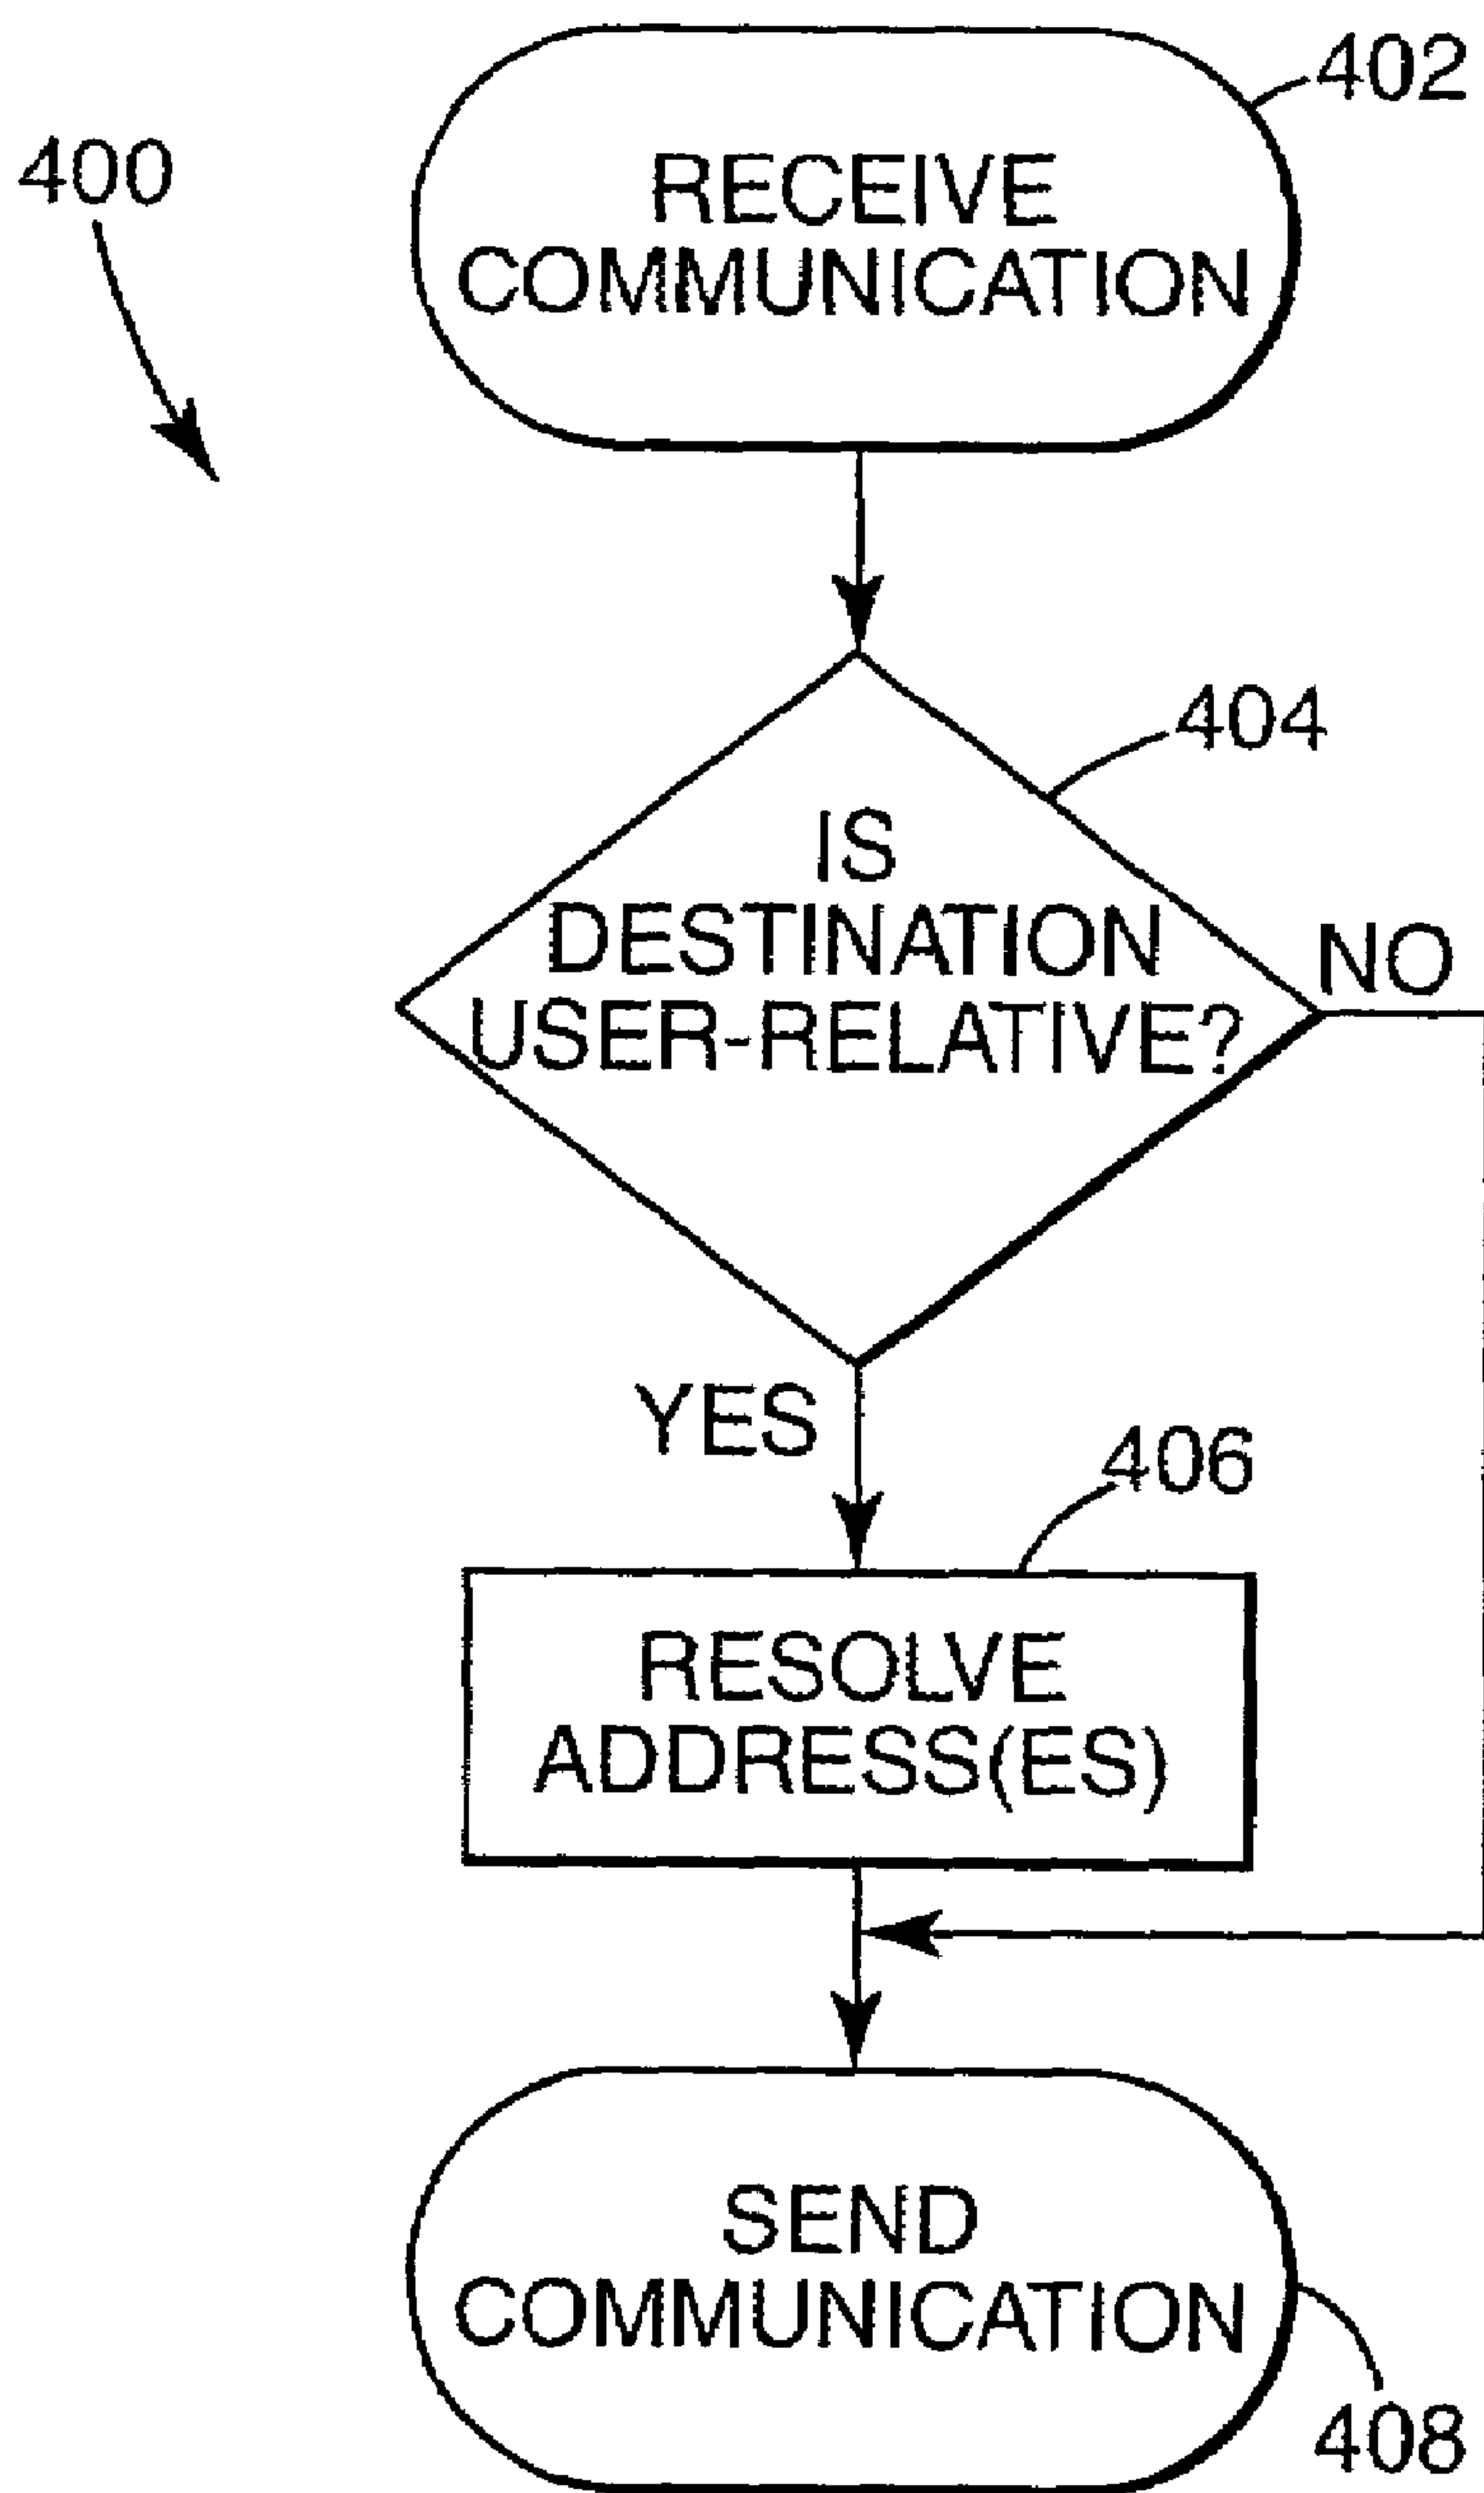 402
400
RECEIVE
COMMUNICATION
404
IS
DESTINATION
USER-RELATIVE?
NO
YES
406
RESOLVE
ADDRESS(ES)
SEND
COMMUNICATION
408